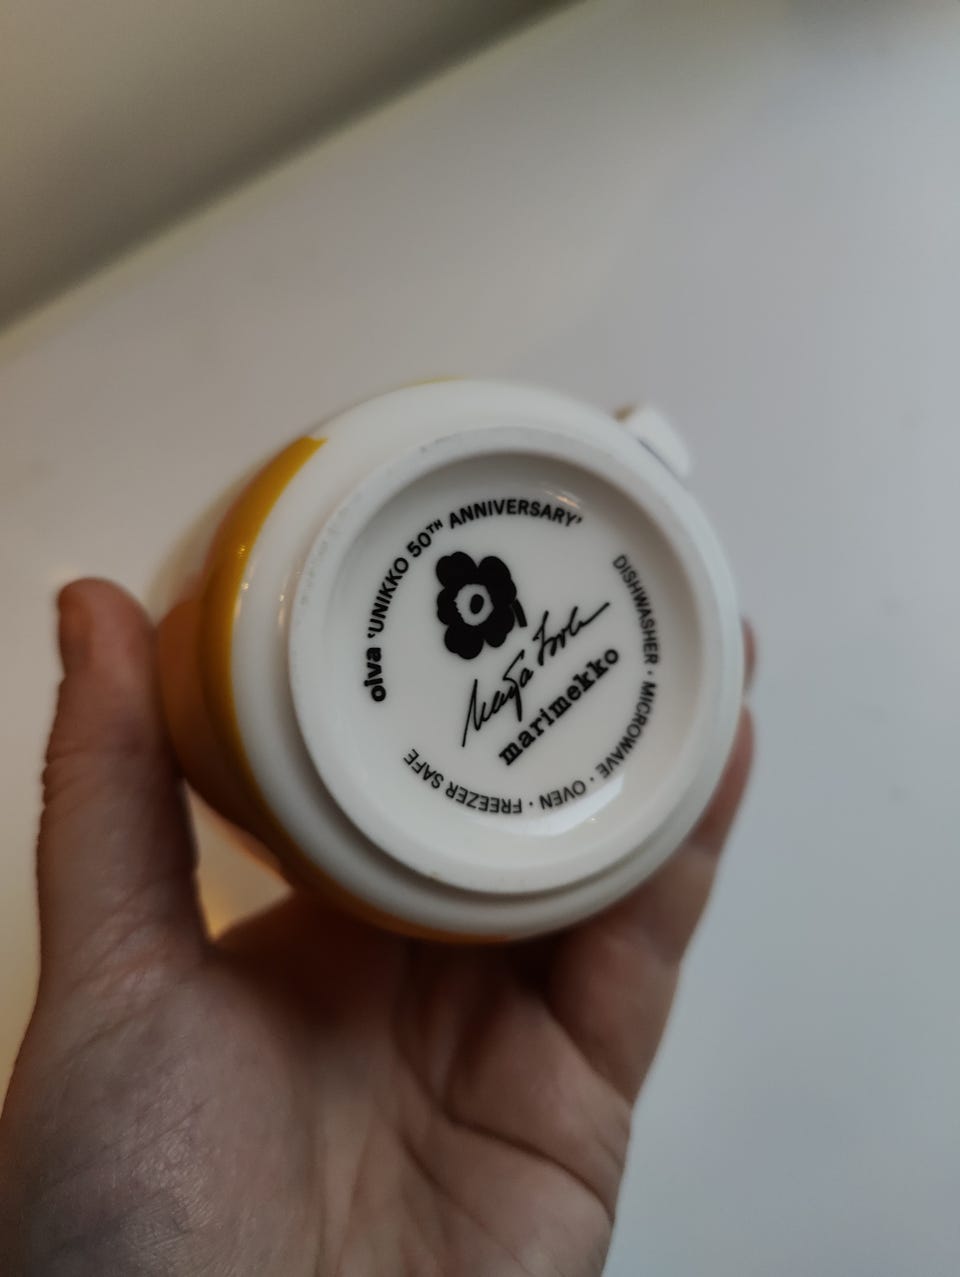 oiva 'UNIKKO 50TH ANNIVERSARY'
marimekko
DISHWASHER · MICROWAVE · OVEN · FREEZER SAFE